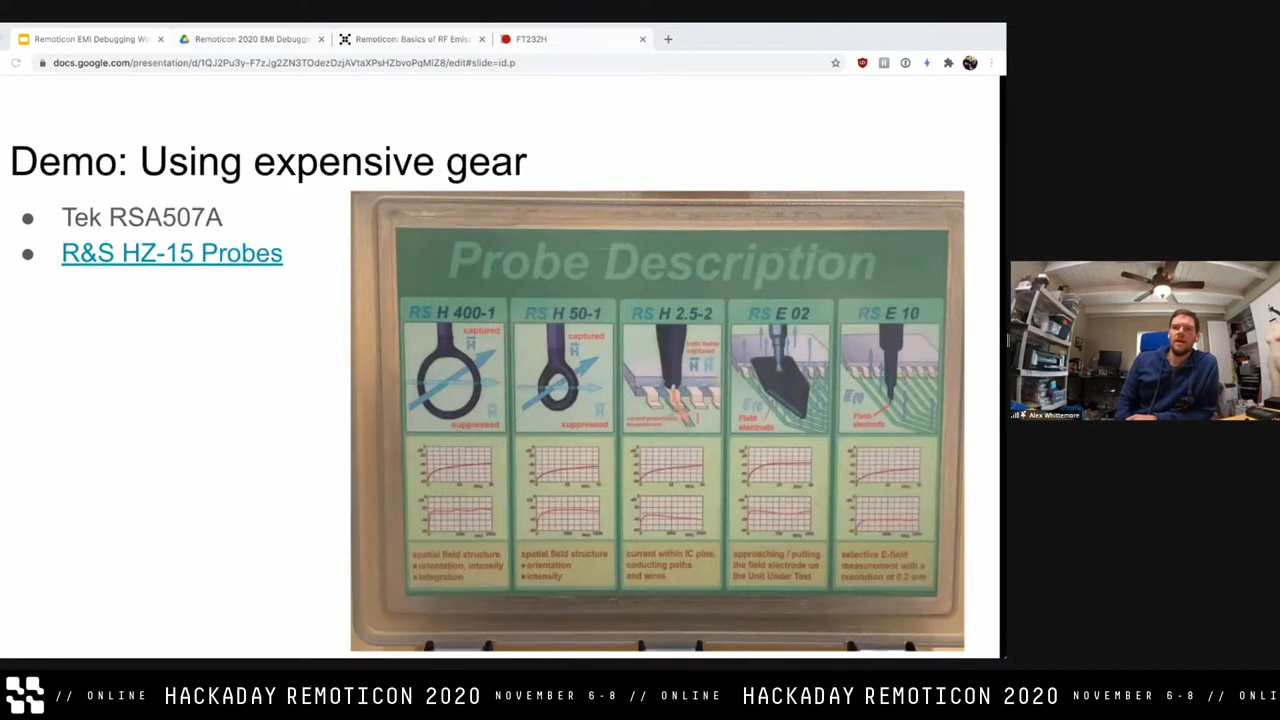 Remoticon EMI Debugging Wo
Remoticon 2020 EMI Debuggin
Remoticon: Basics of RF Emis
FT232H
docs.google.com/presentation/d/1QJ2Pu3y-F7zJg2ZN3TOdezDzjAVtaXPsHZbvoPqMlZ8/edit#slide=id.p
Demo: Using expensive gear
Tek RSA507A
R&S HZ-15 Probes
Probe Description
RS H 400-1
RS H 50-1
RS H 2.5-2
RS E 02
RS E 10
captured
H
H
suppressed
captured
H
H
suppressed
both fields
captured
H H
Field
electrode
Field
electrode
spatial field structure
orientation, intensity
integration
spatial field structure
orientation
intensity
current within IC pins,
coducting paths
and wires
approaching / putting
the field electrode on
the Unit Under Test
selective E-field
measurement with a
resolution of 0.2 mm
Alex Whittemore
// ONLINE HACKADAY REMOTICON 2020 NOVEMBER 6-8 // ONLINE HACKADAY REMOTICON 2020 NOVEMBER 6-8 // ONLI